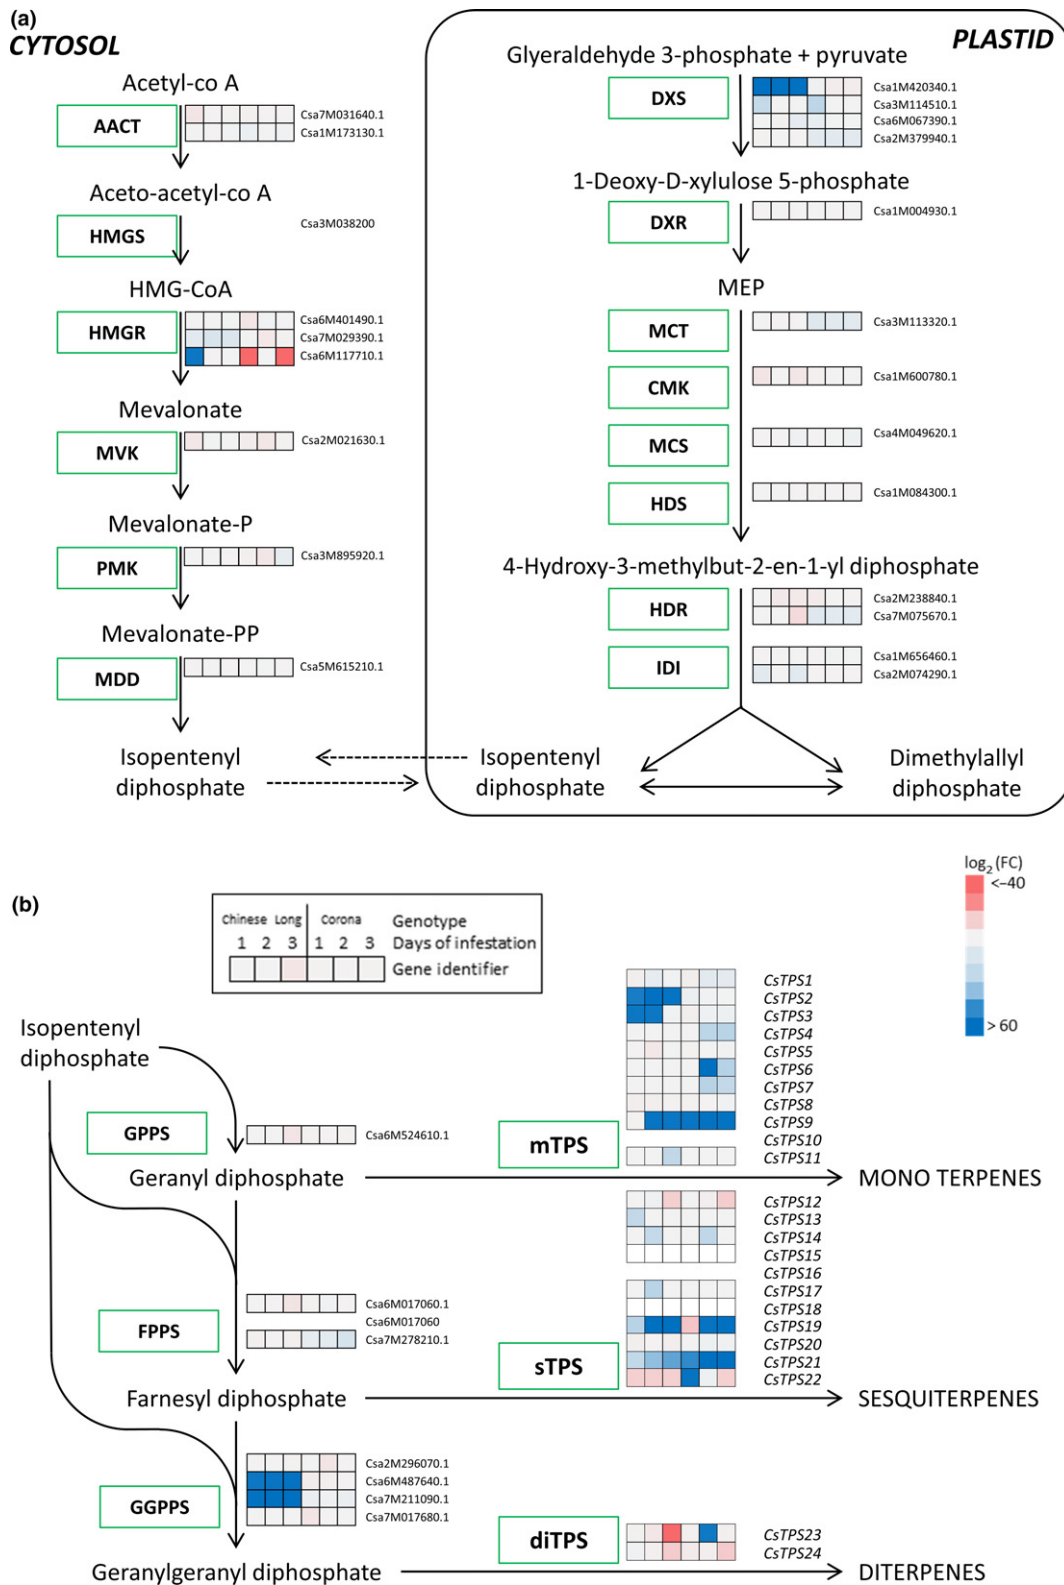 (a)
CYTOSOL
Acetyl-co A
AACT
Csa7M031640.1
Csa1M173130.1
Aceto-acetyl-co A
HMGS
Csa3M038200
HMG-CoA
HMGR
Csa6M401490.1
Csa7M029390.1
Csa6M117710.1
Mevalonate
MVK
Csa2M021630.1
Mevalonate-P
PMK
Csa3M895920.1
Mevalonate-PP
MDD
Csa5M615210.1
Isopentenyl
diphosphate
PLASTID
Glyeraldehyde 3-phosphate + pyruvate
DXS
Csa1M420340.1
Csa3M114510.1
Csa6M067390.1
Csa2M379940.1
1-Deoxy-D-xylulose 5-phosphate
DXR
Csa1M004930.1
MEP
MCT
Csa3M113320.1
CMK
Csa1M600780.1
MCS
Csa4M049620.1
HDS
Csa1M084300.1
4-Hydroxy-3-methylbut-2-en-1-yl diphosphate
HDR
Csa2M238840.1
Csa7M075670.1
IDI
Csa1M656460.1
Csa2M074290.1
Isopentenyl
diphosphate
Dimethylallyl
diphosphate
(b)
Chinese Long Corona Genotype
1 2 3 1 2 3 Days of infestation
Gene identifier
log2 (FC)
<-40
> 60
Isopentenyl
diphosphate
GPPS
Csa6M524610.1
Geranyl diphosphate
mTPS
CsTPS1
CsTPS2
CsTPS3
CsTPS4
CsTPS5
CsTPS6
CsTPS7
CsTPS8
CsTPS9
CsTPS10
CsTPS11
MONO TERPENES
FPPS
Csa6M017060.1
Csa6M017060
Csa7M278210.1
Farnesyl diphosphate
sTPS
CsTPS12
CsTPS13
CsTPS14
CsTPS15
CsTPS16
CsTPS17
CsTPS18
CsTPS19
CsTPS20
CsTPS21
CsTPS22
SESQUITERPENES
GGPPS
Csa2M296070.1
Csa6M487640.1
Csa7M211090.1
Csa7M017680.1
Geranylgeranyl diphosphate
diTPS
CsTPS23
CsTPS24
DITERPENES